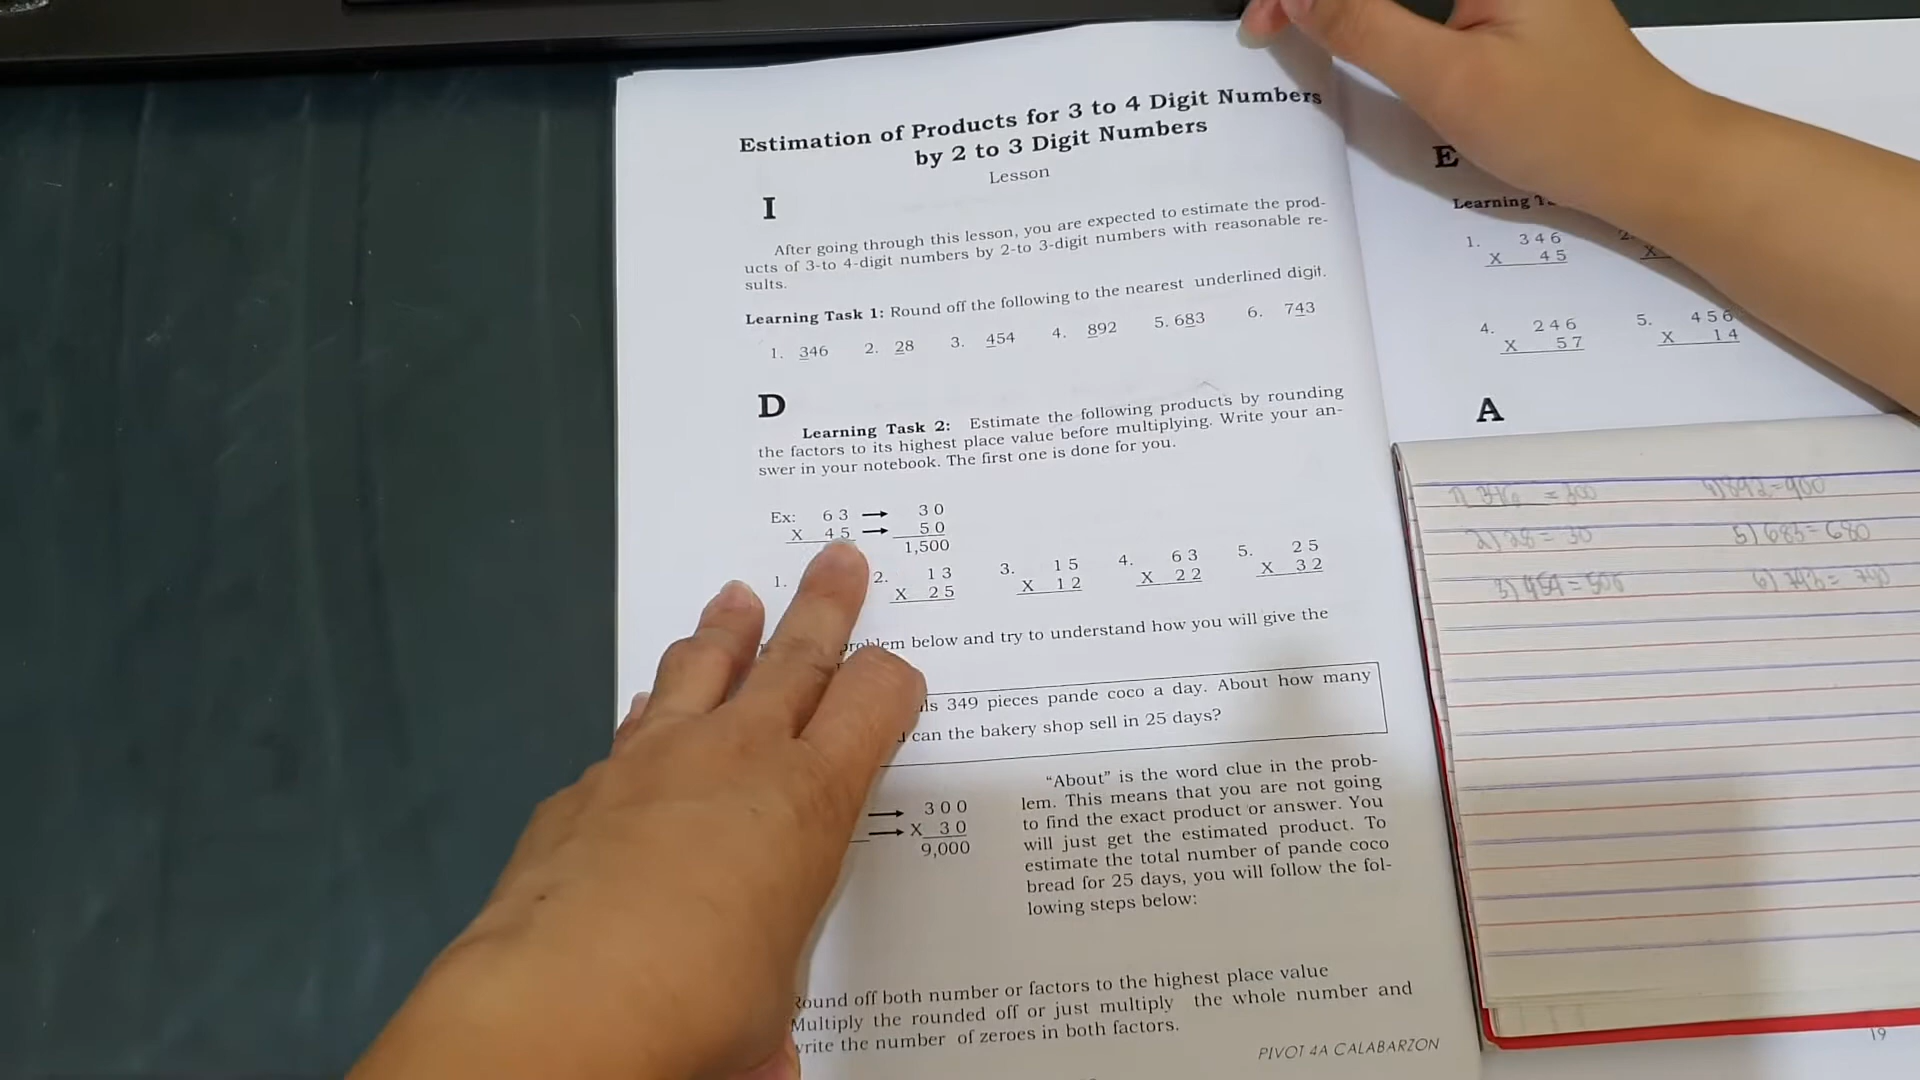 Estimation of Products for 3 to 4 Digit Numbers
by 2 to 3 Digit Numbers
Lesson
I
After going through this lesson, you are expected to estimate the prod-
ucts of 3-to 4-digit numbers by 2-to 3-digit numbers with reasonable re-
sults.
Learning Task 1: Round off the following to the nearest underlined digit.
1. 346 2. 28 3. 454 4. 892 5. 683 6. 743
D
Learning Task 2: Estimate the following products by rounding
the factors to its highest place value before multiplying. Write your an-
swer in your notebook. The first one is done for you.
Ex: 63 → 30
X 45 → 50
1,500
1. 2. 13 3. 15 4. 63 5. 25
X 25 X 12 X 22 X 32
problem below and try to understand how you will give the
349 pieces pande coco a day. About how many
can the bakery shop sell in 25 days?
→ 300
→ X 30
9,000
"About" is the word clue in the prob-
lem. This means that you are not going
to find the exact product or answer. You
will just get the estimated product. To
estimate the total number of pande coco
bread for 25 days, you will follow the fol-
lowing steps below:
Round off both number or factors to the highest place value
Multiply the rounded off or just multiply the whole number and
write the number of zeroes in both factors.
PIVOT 4A CALABARZON
E
Learning
1. 346 2.
X 45 X
4. 246 5. 456
X 57 X 14
A
1) 346 = 300 4) 892 = 900
2) 28 = 30 5) 683 = 680
3) 454 = 500 6) 743 = 740
19